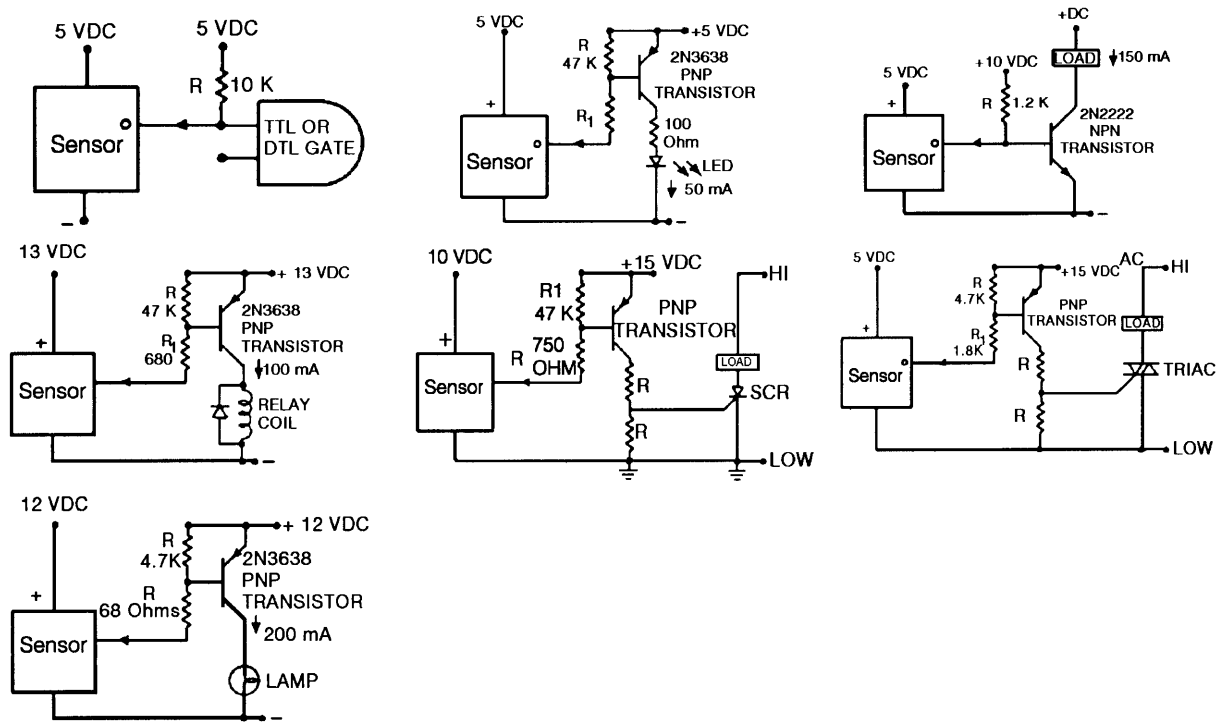 5 VDC
5 VDC
R
10 K
Sensor
TTL OR
DTL GATE
–
5 VDC
+5 VDC
R
47 K
2N3638
PNP
TRANSISTOR
+
R1
100
Ohm
Sensor
LED
50 mA
–
+DC
LOAD
150 mA
+10 VDC
5 VDC
+
R
1.2 K
2N2222
NPN
TRANSISTOR
Sensor
–
13 VDC
+ 13 VDC
R
47 K
2N3638
PNP
TRANSISTOR
+
R1
680
100 mA
Sensor
RELAY
COIL
–
10 VDC
+15 VDC
HI
R1
47 K
PNP
TRANSISTOR
+
750
OHM
R
LOAD
Sensor
R
SCR
R
LOW
5 VDC
+15 VDC
AC
HI
R
4.7K
PNP
TRANSISTOR
+
R1
1.8K
LOAD
Sensor
R
TRIAC
R
LOW
12 VDC
+ 12 VDC
R
4.7K
2N3638
PNP
TRANSISTOR
+
R
68 Ohms
200 mA
Sensor
LAMP
–